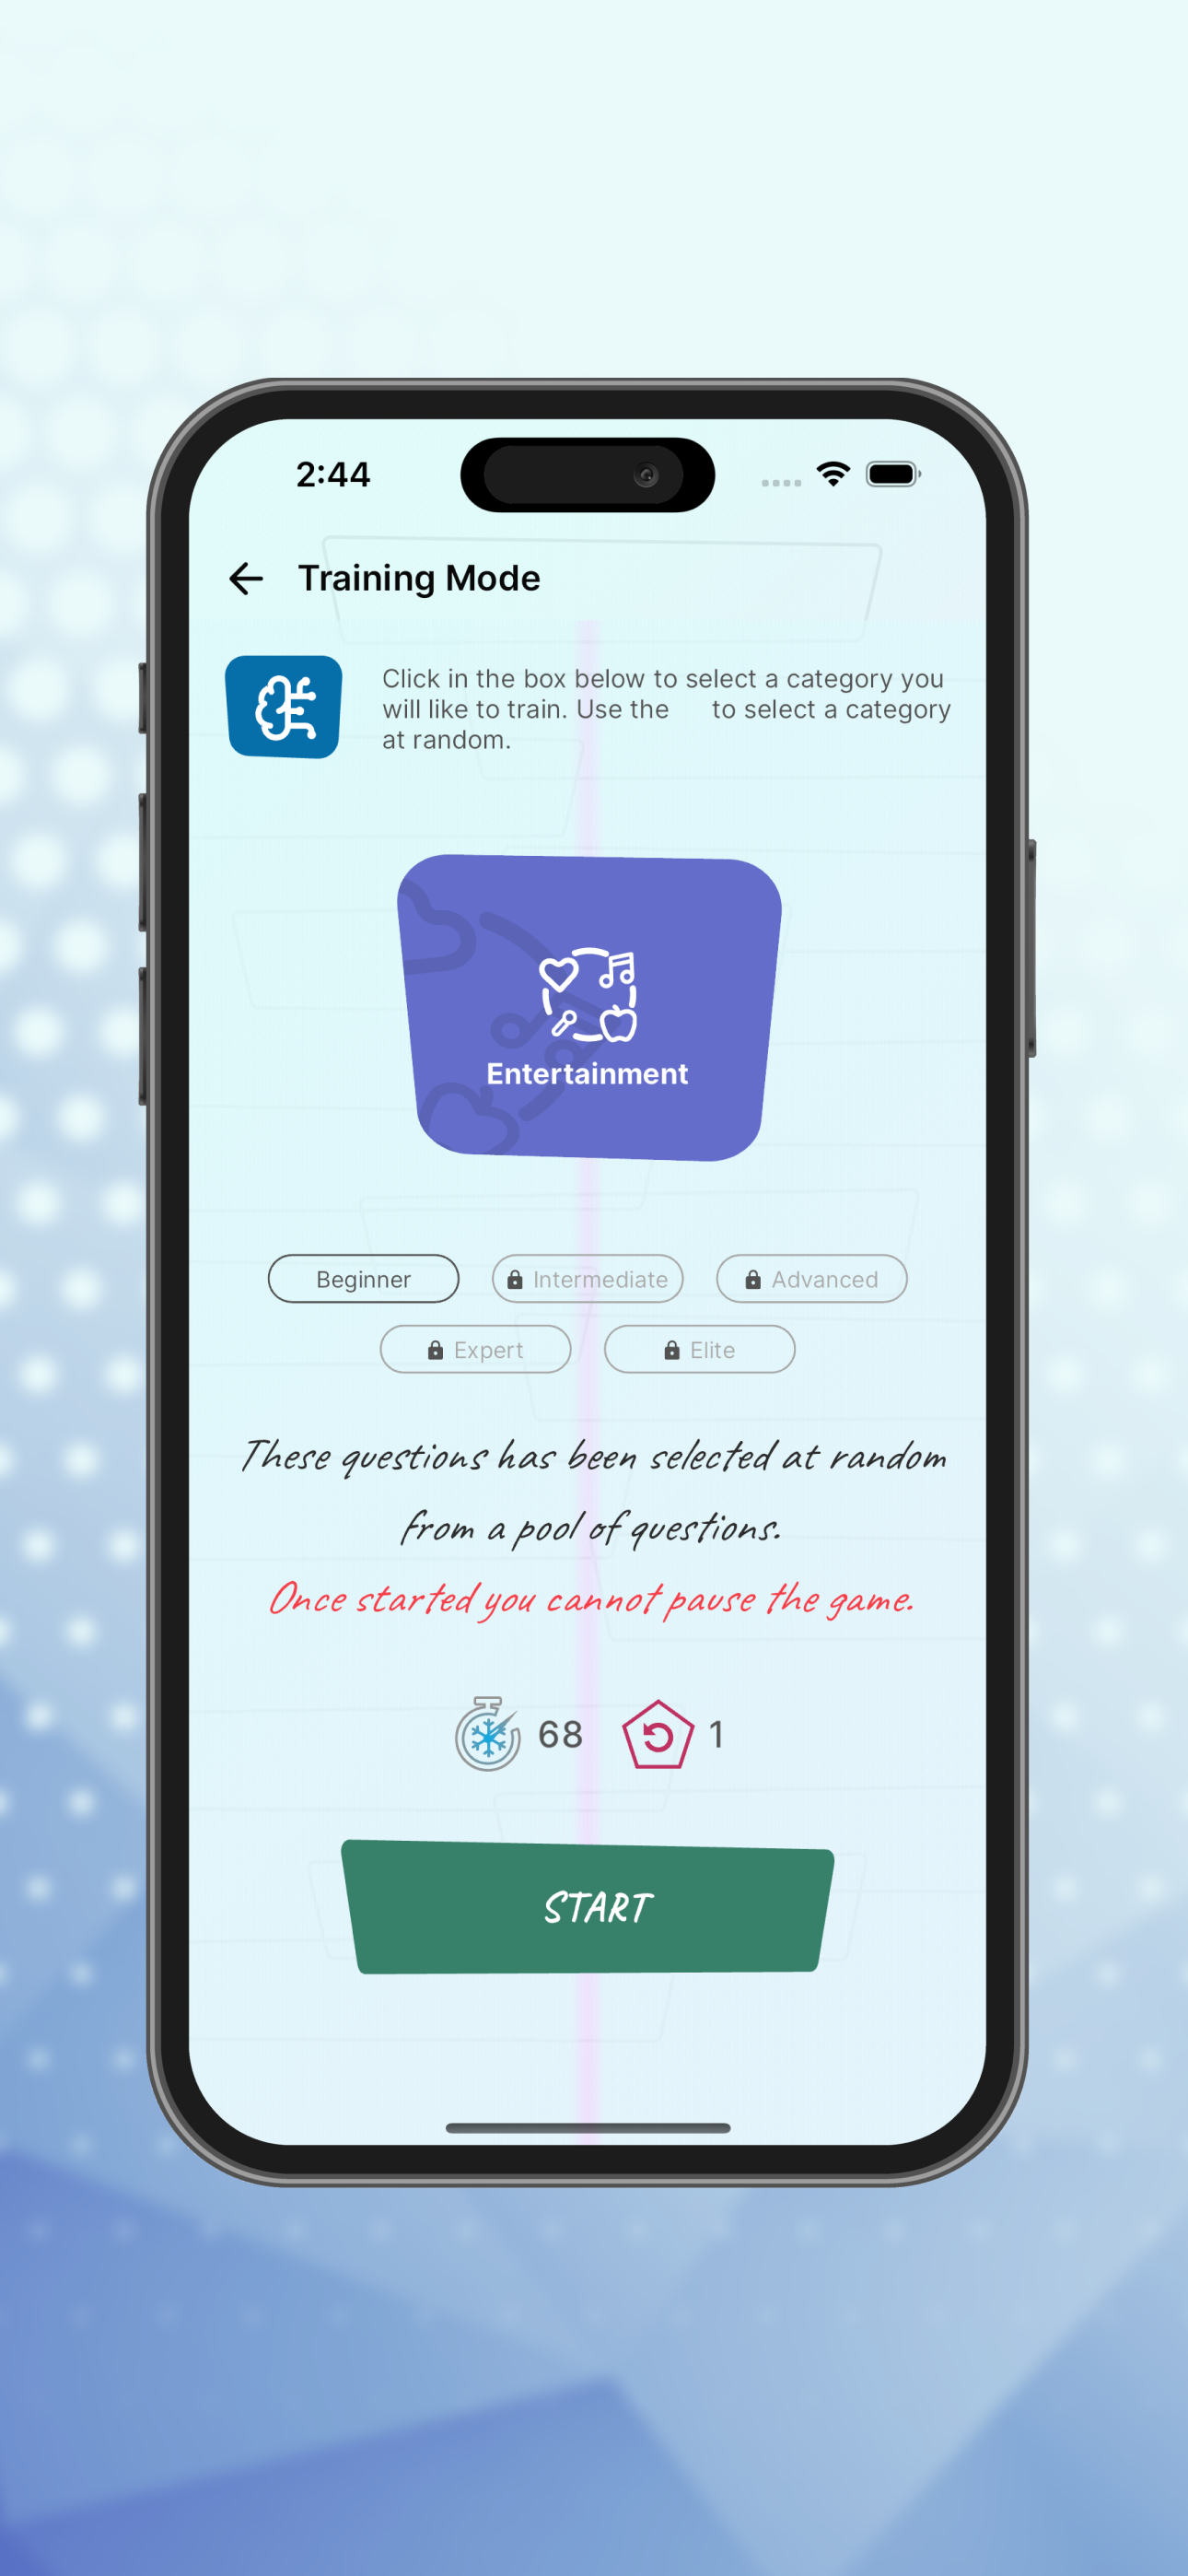 2:44
Training Mode
Click in the box below to select a category you
will like to train. Use the to select a category
at random.
Entertainment
Beginner
Intermediate
Advanced
Expert
Elite
These questions has been selected at random
from a pool of questions.
Once started you cannot pause the game.
68
1
START